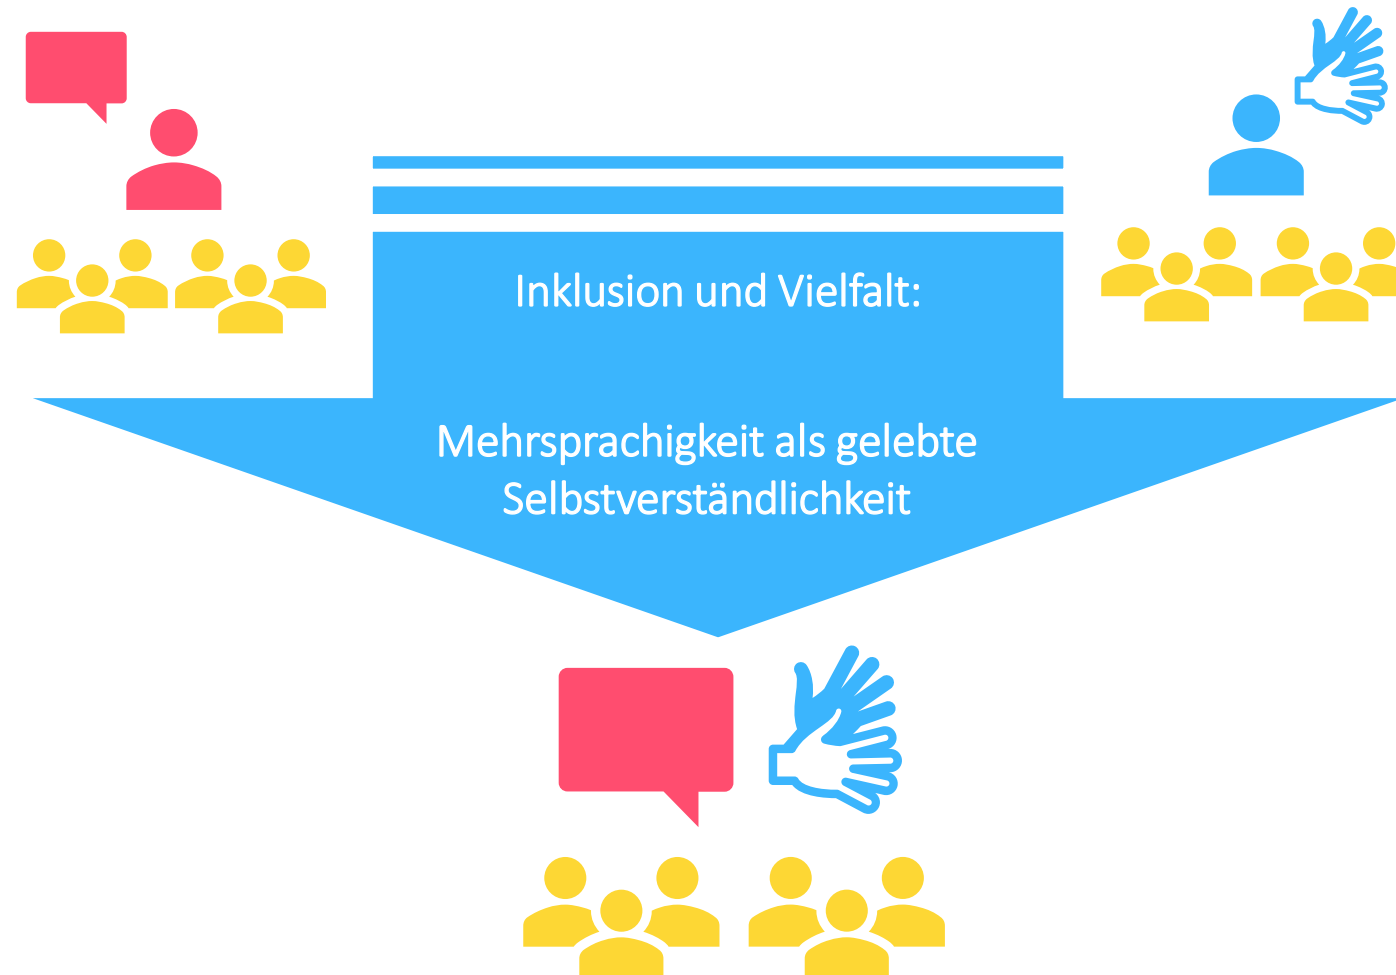 Inklusion und Vielfalt:
Mehrsprachigkeit als gelebte
Selbstverständlichkeit